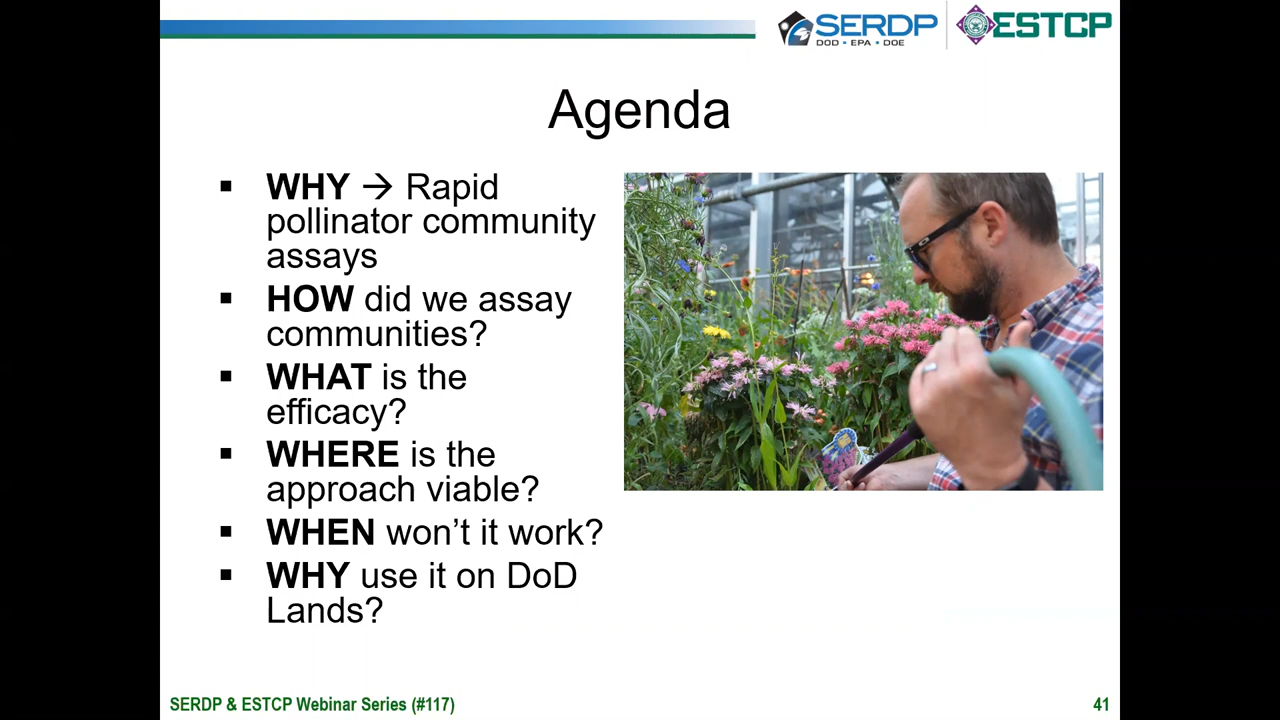 SERDP
DOD • EPA • DOE
ESTCP
Agenda
▪ WHY → Rapid
pollinator community
assays
▪ HOW did we assay
communities?
▪ WHAT is the
efficacy?
▪ WHERE is the
approach viable?
▪ WHEN won’t it work?
▪ WHY use it on DoD
Lands?
SERDP & ESTCP Webinar Series (#117)
41